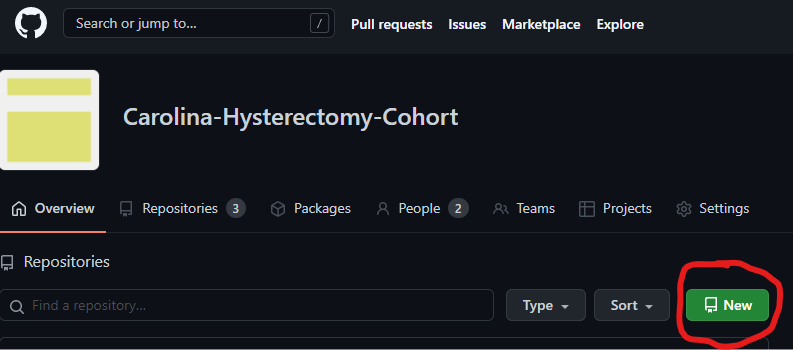 Search or jump to... / Pull requests Issues Marketplace Explore
Carolina-Hysterectomy-Cohort
Overview Repositories 3 Packages People 2 Teams Projects Settings
Repositories
Find a repository... Type Sort New